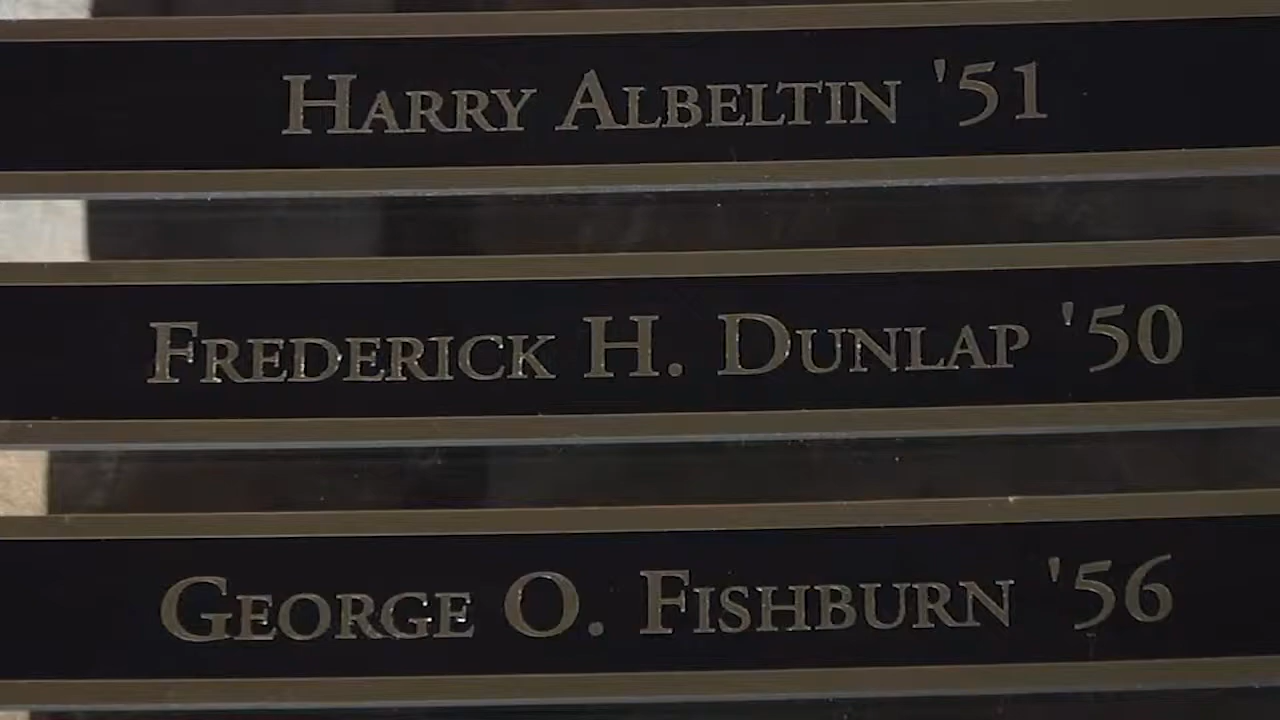 HARRY ALBELTIN '51
FREDERICK H. DUNLAP '50
GEORGE O. FISHBURN '56